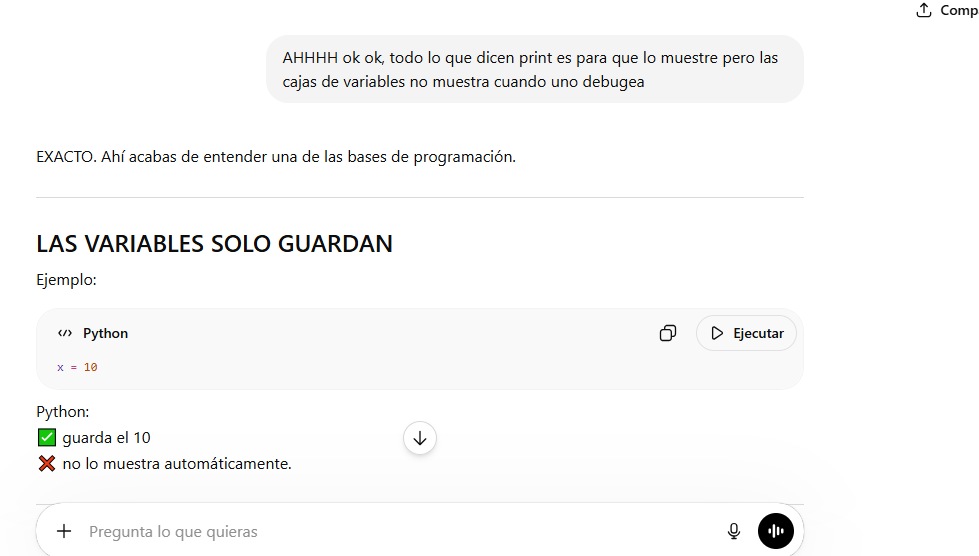 Comp
AHHHH ok ok, todo lo que dicen print es para que lo muestre pero las
cajas de variables no muestra cuando uno debugea
EXACTO. Ahí acabas de entender una de las bases de programación.
LAS VARIABLES SOLO GUARDAN
Ejemplo:
Python
Ejecutar
x = 10
Python:
guarda el 10
no lo muestra automáticamente.
Pregunta lo que quieras